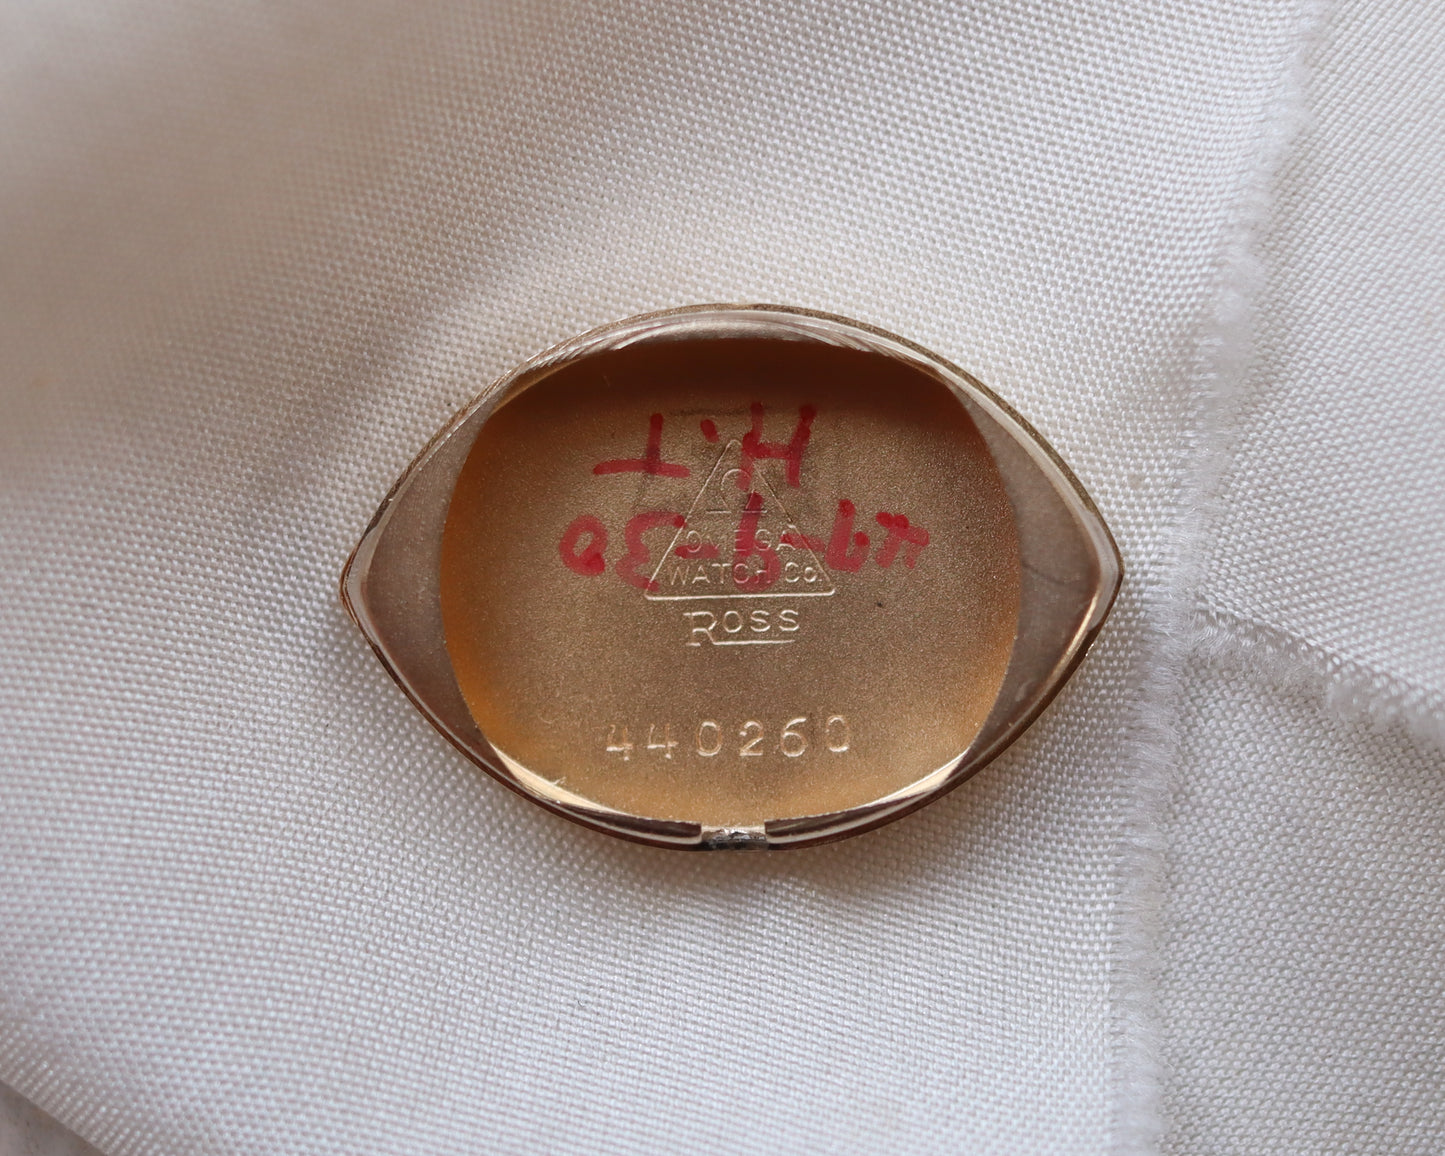 H.T
Ω
OMEGA
WATCH Co.
ROSS
440260